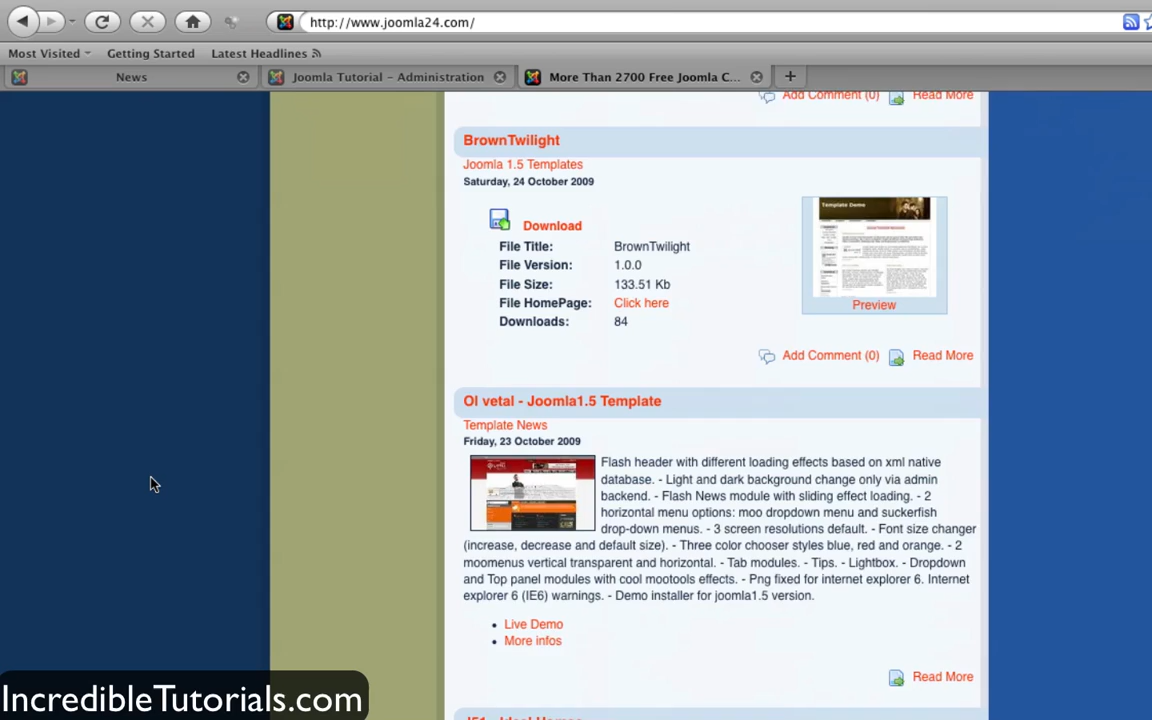 http://www.joomla24.com/
Most Visited Getting Started Latest Headlines
News Joomla Tutorial - Administration More Than 2700 Free Joomla C...
Add Comment (0) Read More
BrownTwilight
Joomla 1.5 Templates
Saturday, 24 October 2009
Download
File Title: BrownTwilight
File Version: 1.0.0
File Size: 133.51 Kb
File HomePage: Click here
Downloads: 84
Template Demo
Preview
Add Comment (0) Read More
Ol vetal - Joomla1.5 Template
Template News
Friday, 23 October 2009
Flash header with different loading effects based on xml native
database. - Light and dark background change only via admin
backend. - Flash News module with sliding effect loading. - 2
horizontal menu options: moo dropdown menu and suckerfish
drop-down menus. - 3 screen resolutions default. - Font size changer
(increase, decrease and default size). - Three color chooser styles blue, red and orange. - 2
moomenus vertical transparent and horizontal. - Tab modules. - Tips. - Lightbox. - Dropdown
and Top panel modules with cool mootools effects. - Png fixed for internet explorer 6. Internet
explorer 6 (IE6) warnings. - Demo installer for joomla1.5 version.
• Live Demo
• More infos
Read More
IncredibleTutorials.com